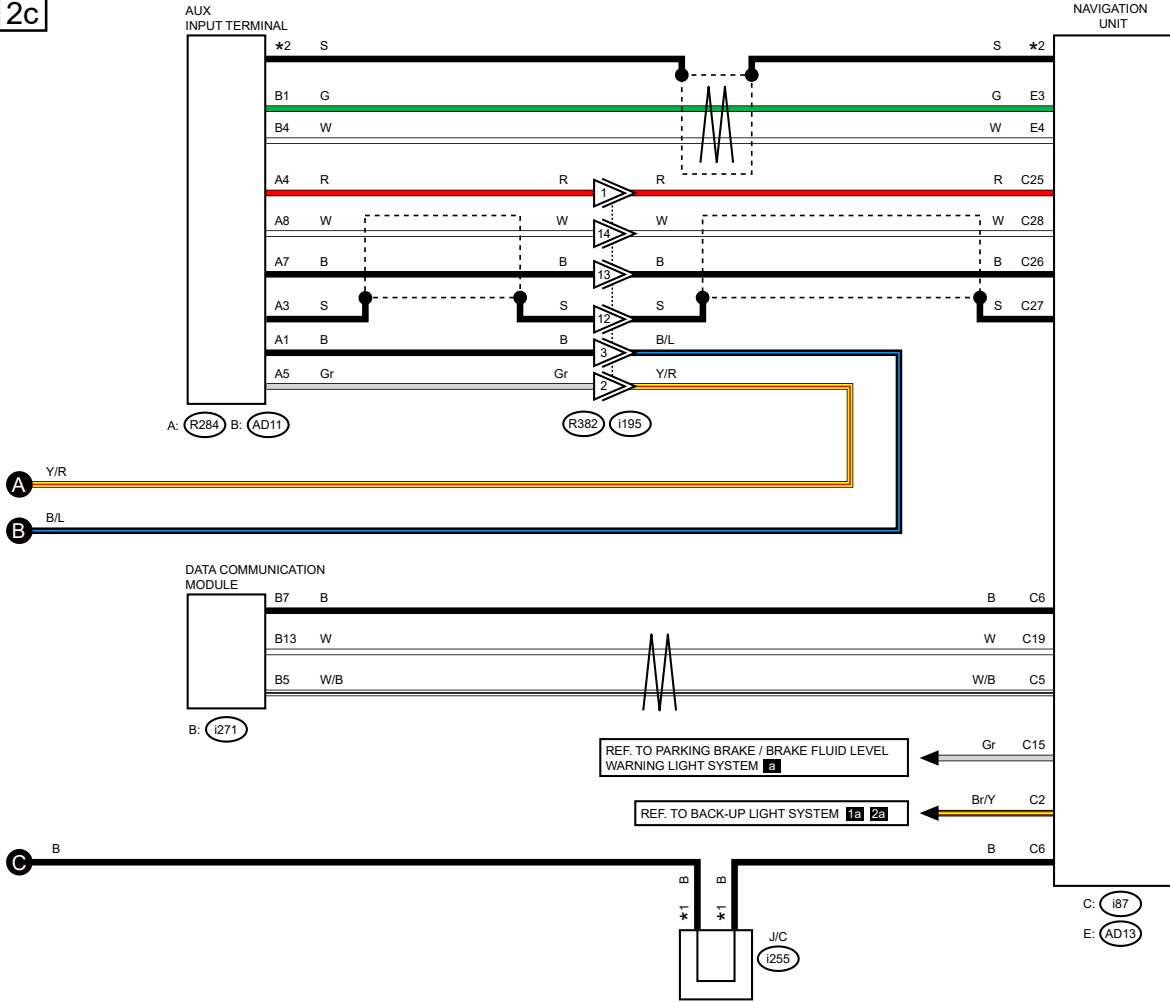 2c
AUX
INPUT TERMINAL
NAVIGATION
UNIT
*2 S S *2
B1 G G E3
B4 W W E4
A4 R R 1 R R C25
A8 W W 14 W W C28
A7 B B 13 B B C26
A3 S S 12 S S C27
A1 B B 3 B/L
A5 Gr Gr 2 Y/R
A: R284 B: AD11
R382 i195
A Y/R
B B/L
DATA COMMUNICATION
MODULE
B7 B B C6
B13 W W C19
B5 W/B W/B C5
B: i271
REF. TO PARKING BRAKE / BRAKE FLUID LEVEL
WARNING LIGHT SYSTEM a
Gr C15
REF. TO BACK-UP LIGHT SYSTEM 1a 2a
Br/Y C2
C B B C6
B B
*1 *1
J/C
i255
C: i87
E: AD13